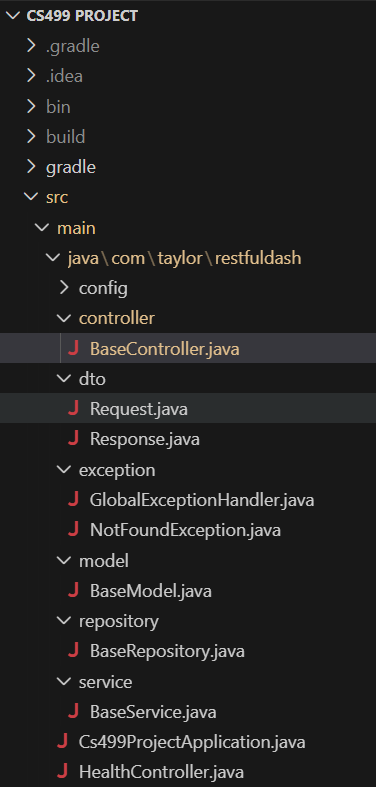 CS499 PROJECT
.gradle
.idea
bin
build
gradle
src
main
java\com\taylor\restfuldash
config
controller
J BaseController.java
dto
J Request.java
J Response.java
exception
J GlobalExceptionHandler.java
J NotFoundException.java
model
J BaseModel.java
repository
J BaseRepository.java
service
J BaseService.java
J Cs499ProjectApplication.java
J HealthController.java